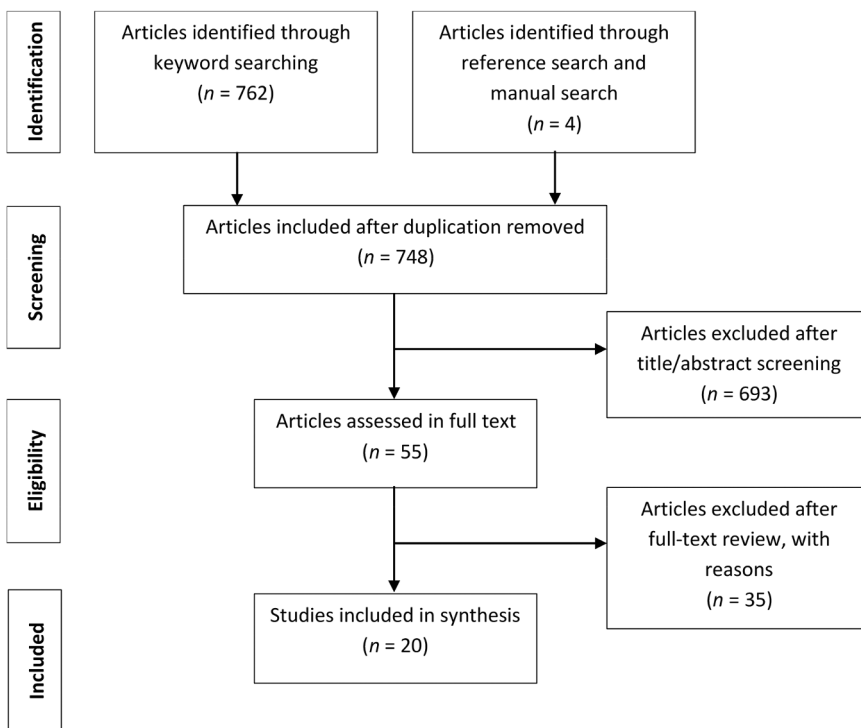 Identification
Articles identified through
keyword searching
(n = 762)
Articles identified through
reference search and
manual search
(n = 4)
Screening
Articles included after duplication removed
(n = 748)
Articles excluded after
title/abstract screening
(n = 693)
Eligibility
Articles assessed in full text
(n = 55)
Articles excluded after
full-text review, with
reasons
(n = 35)
Included
Studies included in synthesis
(n = 20)